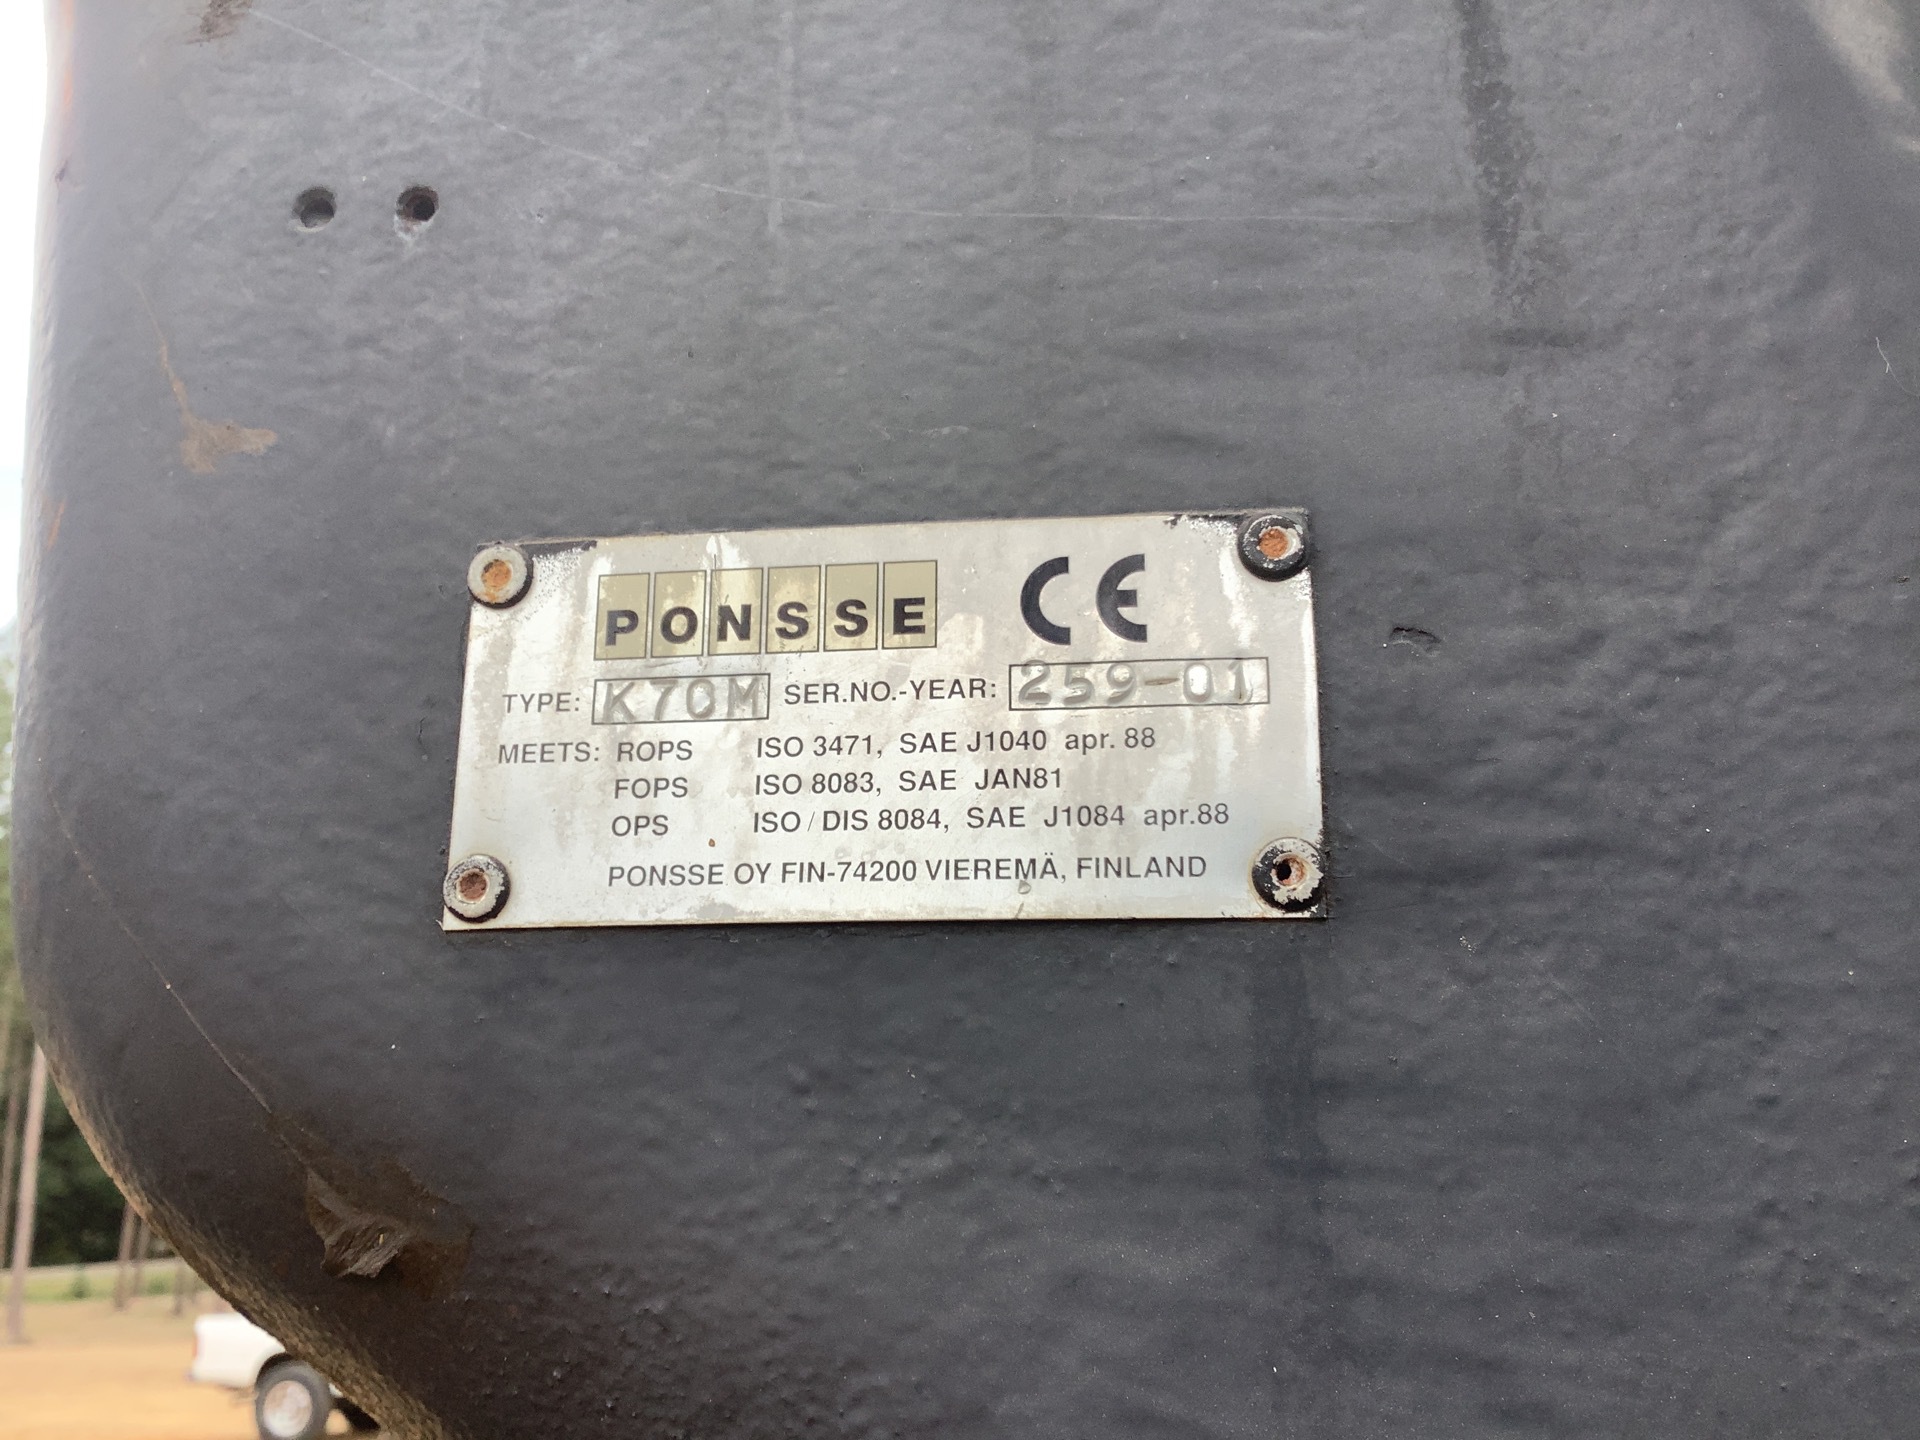 PONSSE CE
TYPE: K70M SER.NO.-YEAR: 259-01
MEETS: ROPS ISO 3471, SAE J1040 apr. 88
FOPS ISO 8083, SAE JAN81
OPS ISO/DIS 8084, SAE J1084 apr.88
PONSSE OY FIN-74200 VIEREMÄ, FINLAND